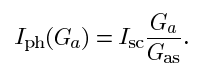 I_ph(G_a) = I_sc G_a/G_as.